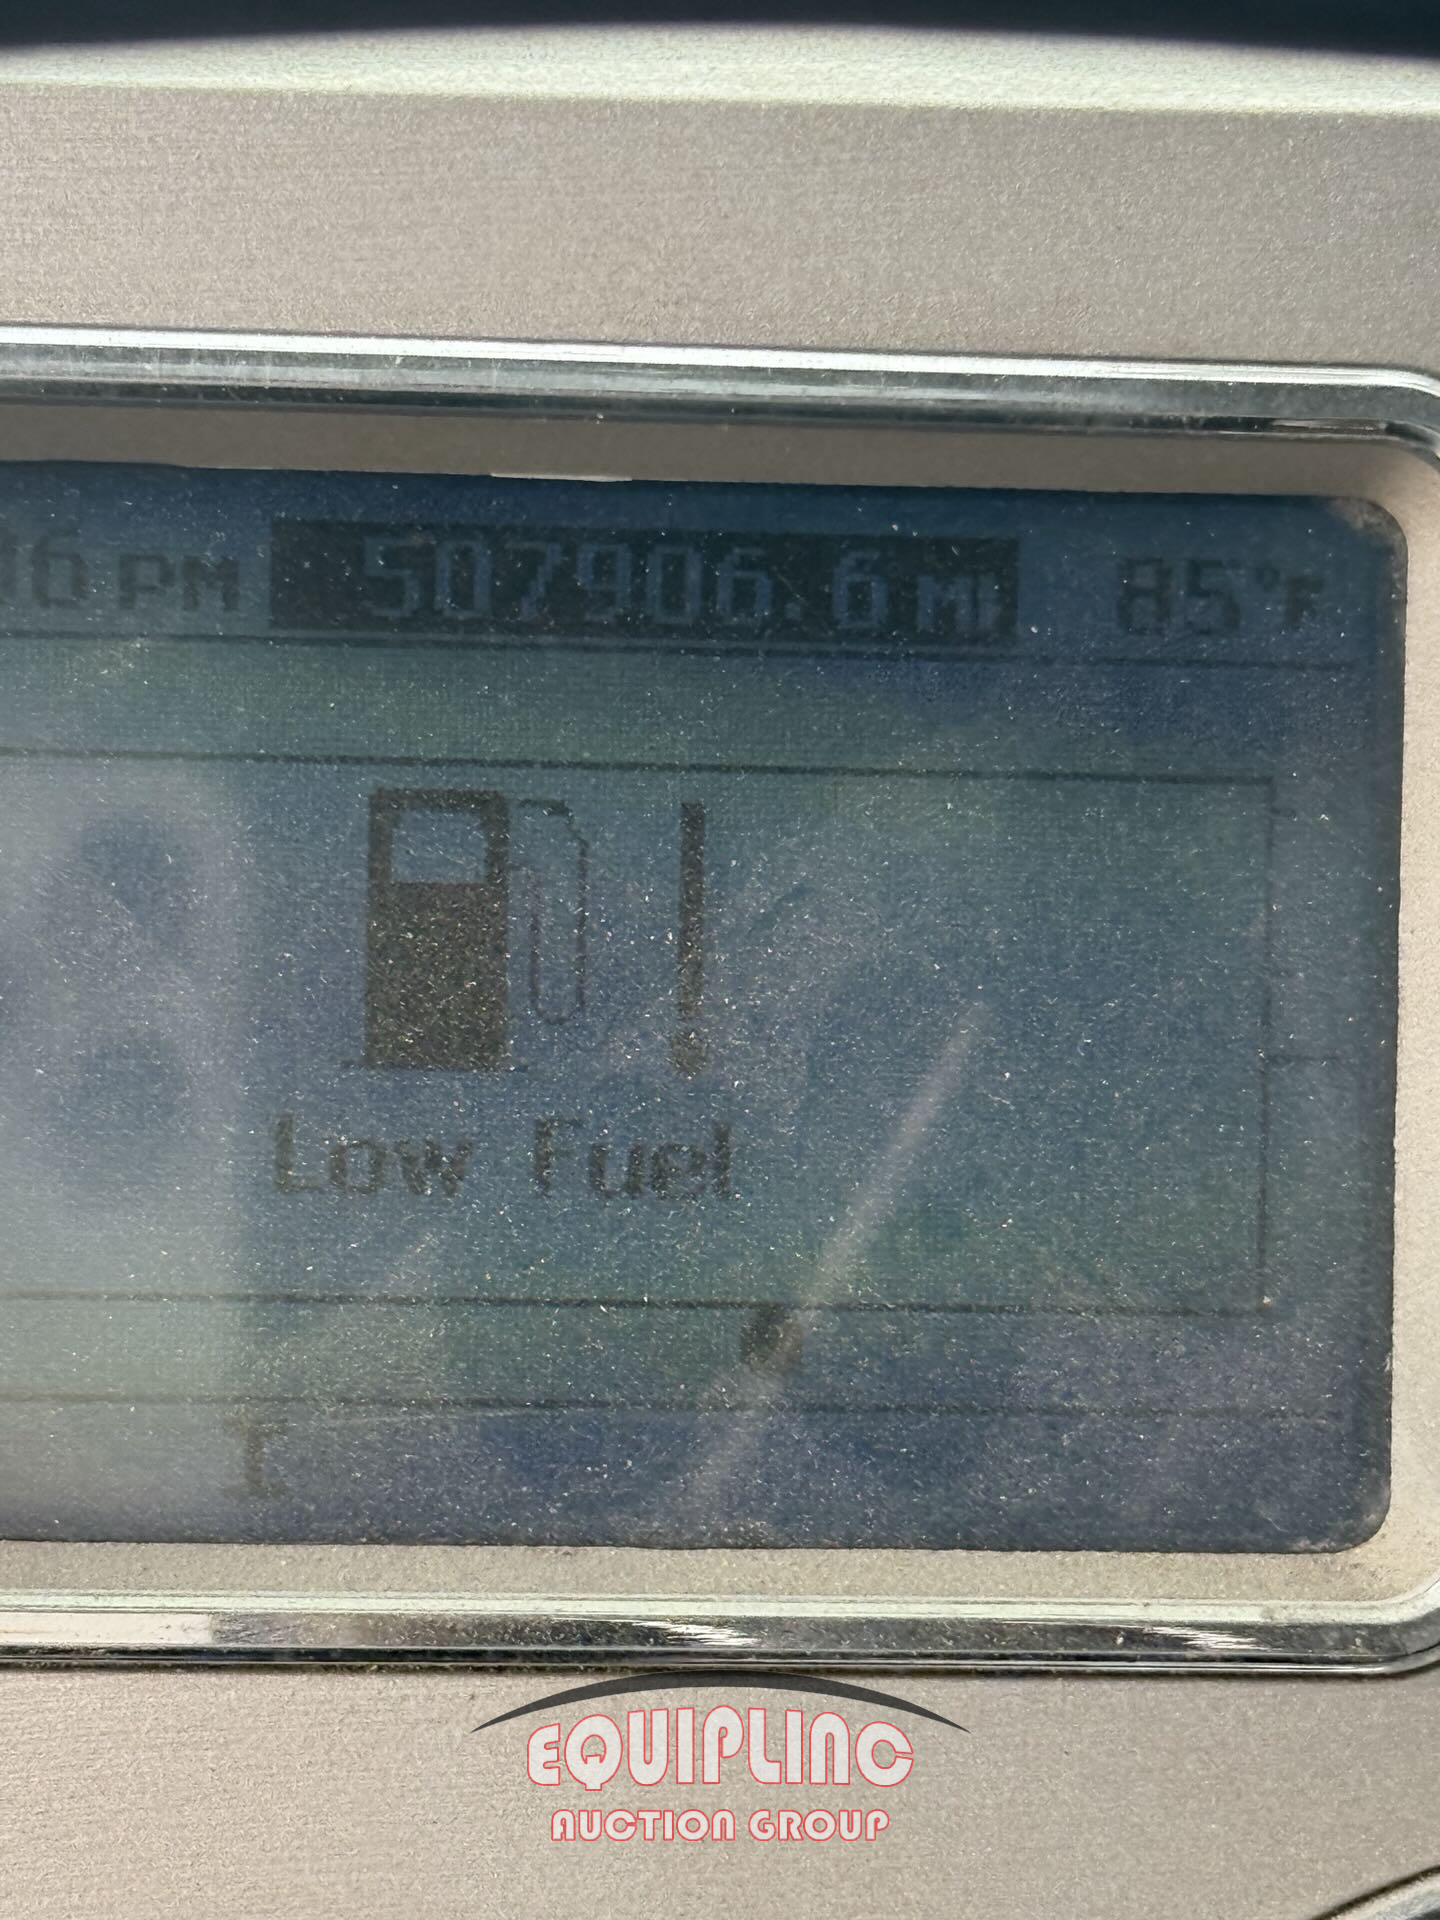 PM 507906.6 MI 85°F
Low Fuel
I
EQUIPLINC
AUCTION GROUP